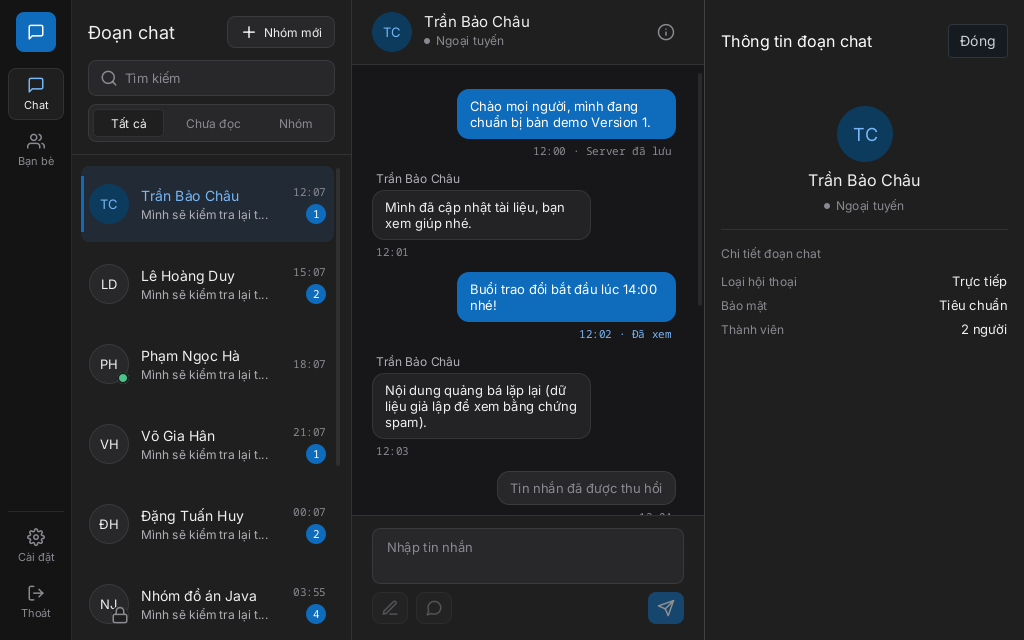 Chat
Bạn bè
Cài đặt
Thoát
Đoạn chat
Nhóm mới
Tìm kiếm
Tất cả
Chưa đọc
Nhóm
TC
Trần Bảo Châu
12:07
Mình sẽ kiểm tra lại t...
1
LD
Lê Hoàng Duy
15:07
Mình sẽ kiểm tra lại t...
2
PH
Phạm Ngọc Hà
Mình sẽ kiểm tra lại t...
18:07
VH
Võ Gia Hân
21:07
Mình sẽ kiểm tra lại t...
1
ĐH
Đặng Tuấn Huy
00:07
Mình sẽ kiểm tra lại t...
2
NJ
Nhóm đồ án Java
03:55
Mình sẽ kiểm tra lại t...
4
TC
Trần Bảo Châu
Ngoại tuyến
Chào mọi người, mình đang
chuẩn bị bản demo Version 1.
12:00 · Server đã lưu
Trần Bảo Châu
Mình đã cập nhật tài liệu, bạn
xem giúp nhé.
12:01
Buổi trao đổi bắt đầu lúc 14:00
nhé!
12:02 · Đã xem
Trần Bảo Châu
Nội dung quảng bá lặp lại (dữ
liệu giả lập để xem bằng chứng
spam).
12:03
Tin nhắn đã được thu hồi
Nhập tin nhắn
Thông tin đoạn chat
Đóng
TC
Trần Bảo Châu
Ngoại tuyến
Chi tiết đoạn chat
Loại hội thoại
Trực tiếp
Bảo mật
Tiêu chuẩn
Thành viên
2 người